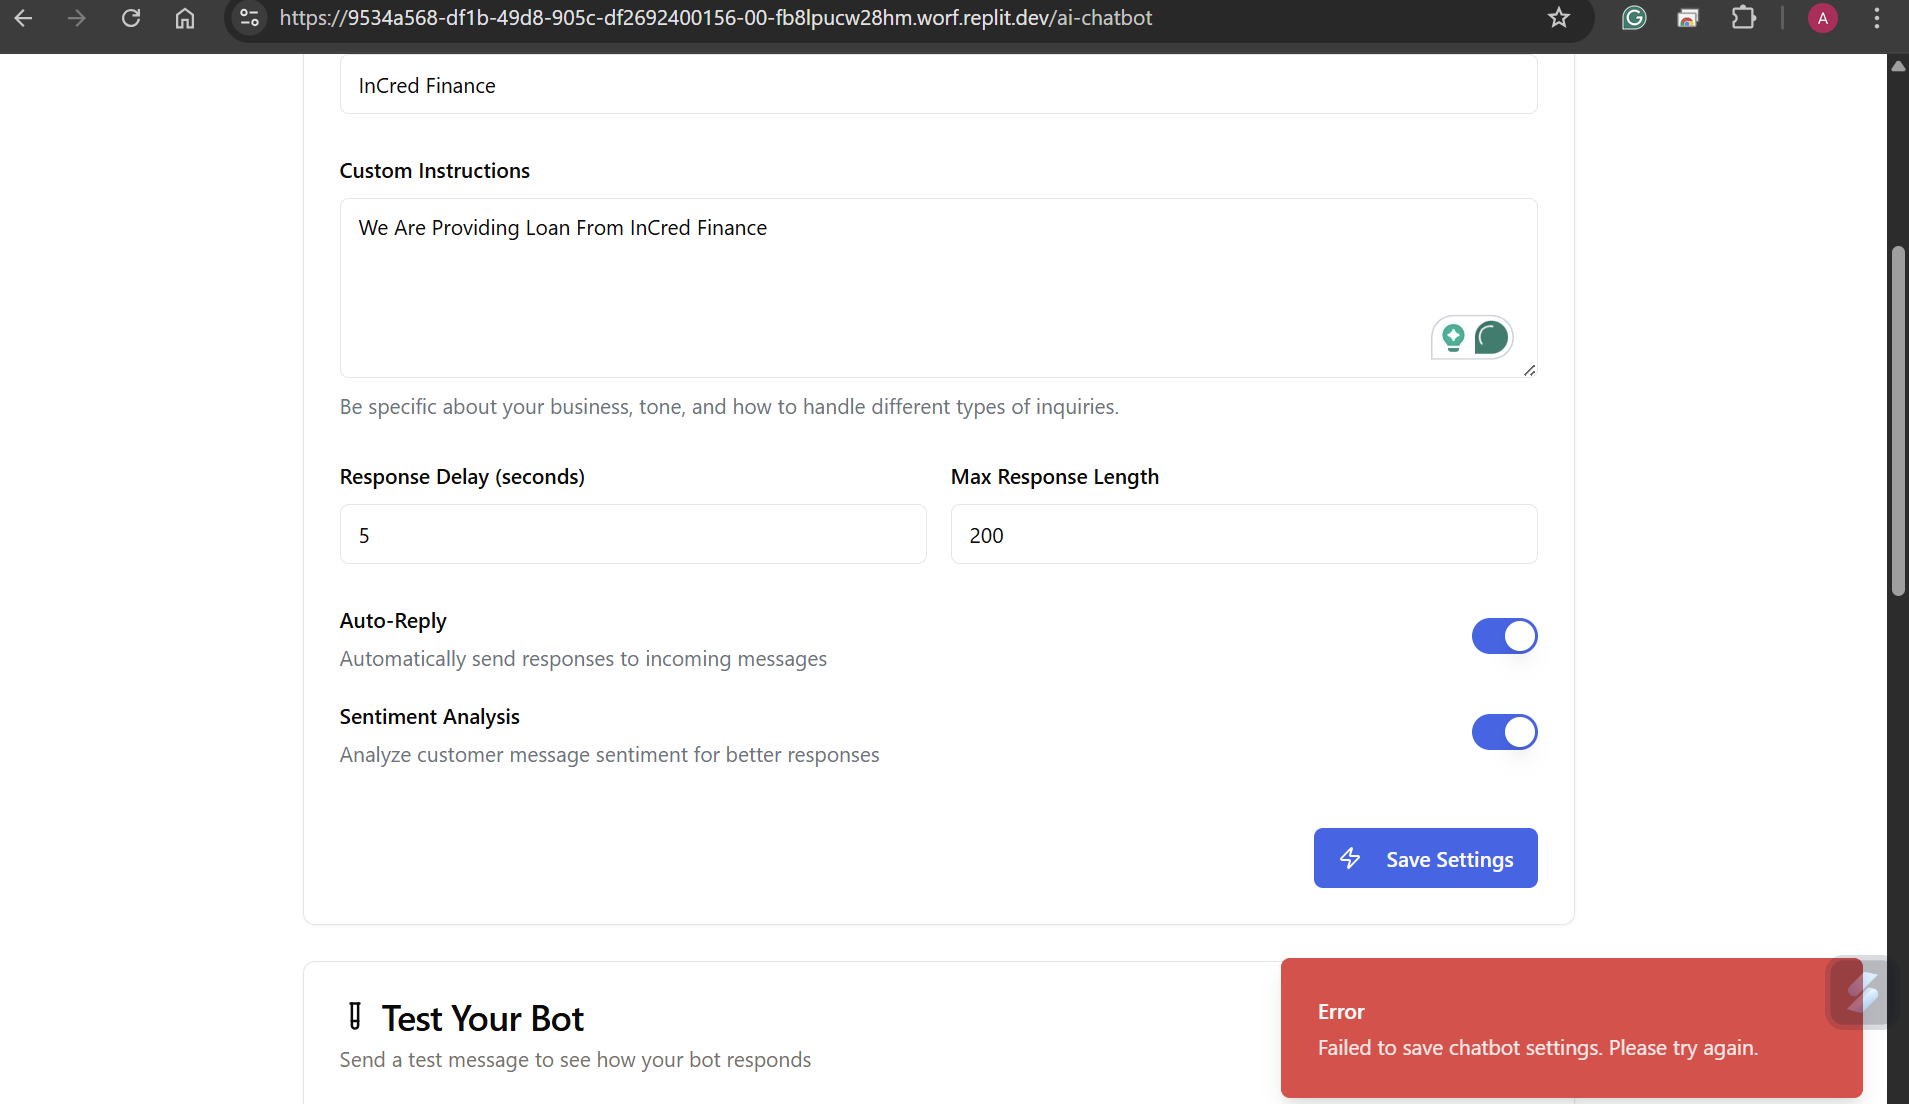 https://9534a568-df1b-49d8-905c-df2692400156-00-fb8lpucw28hm.worf.replit.dev/ai-chatbot
A
InCred Finance
Custom Instructions
We Are Providing Loan From InCred Finance
Be specific about your business, tone, and how to handle different types of inquiries.
Response Delay (seconds)
Max Response Length
5
200
Auto-Reply
Automatically send responses to incoming messages
Sentiment Analysis
Analyze customer message sentiment for better responses
Save Settings
Test Your Bot
Send a test message to see how your bot responds
Error
Failed to save chatbot settings. Please try again.